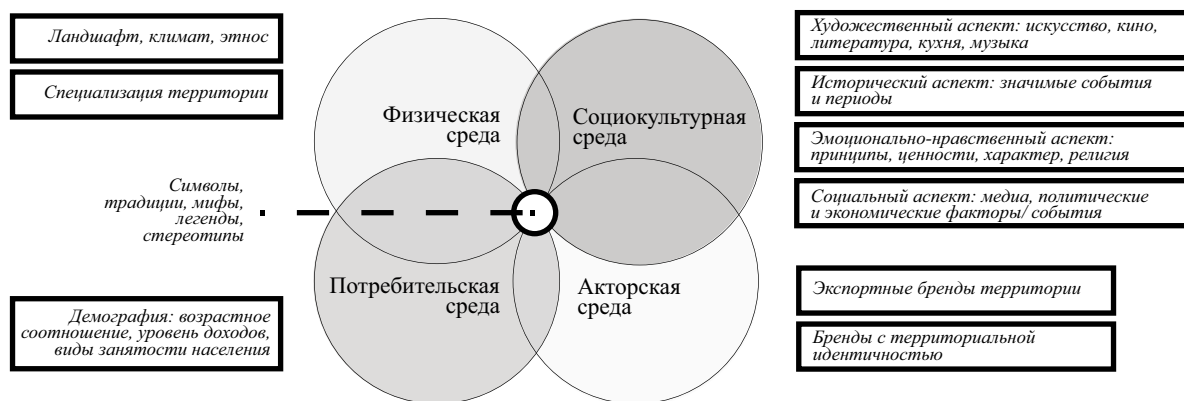 Ландшафт, климат, этнос
Специализация территории
Символы,
традиции, мифы,
легенды,
стереотипы
Демография: возрастное
соотношение, уровень доходов,
виды занятости населения
Физическая
среда
Социокультурная
среда
Потребительская
среда
Акторская
среда
Художественный аспект: искусство, кино,
литература, кухня, музыка
Исторический аспект: значимые события
и периоды
Эмоционально-нравственный аспект:
принципы, ценности, характер, религия
Социальный аспект: медиа, политические
и экономические факторы/ события
Экспортные бренды территории
Бренды с территориальной
идентичностью